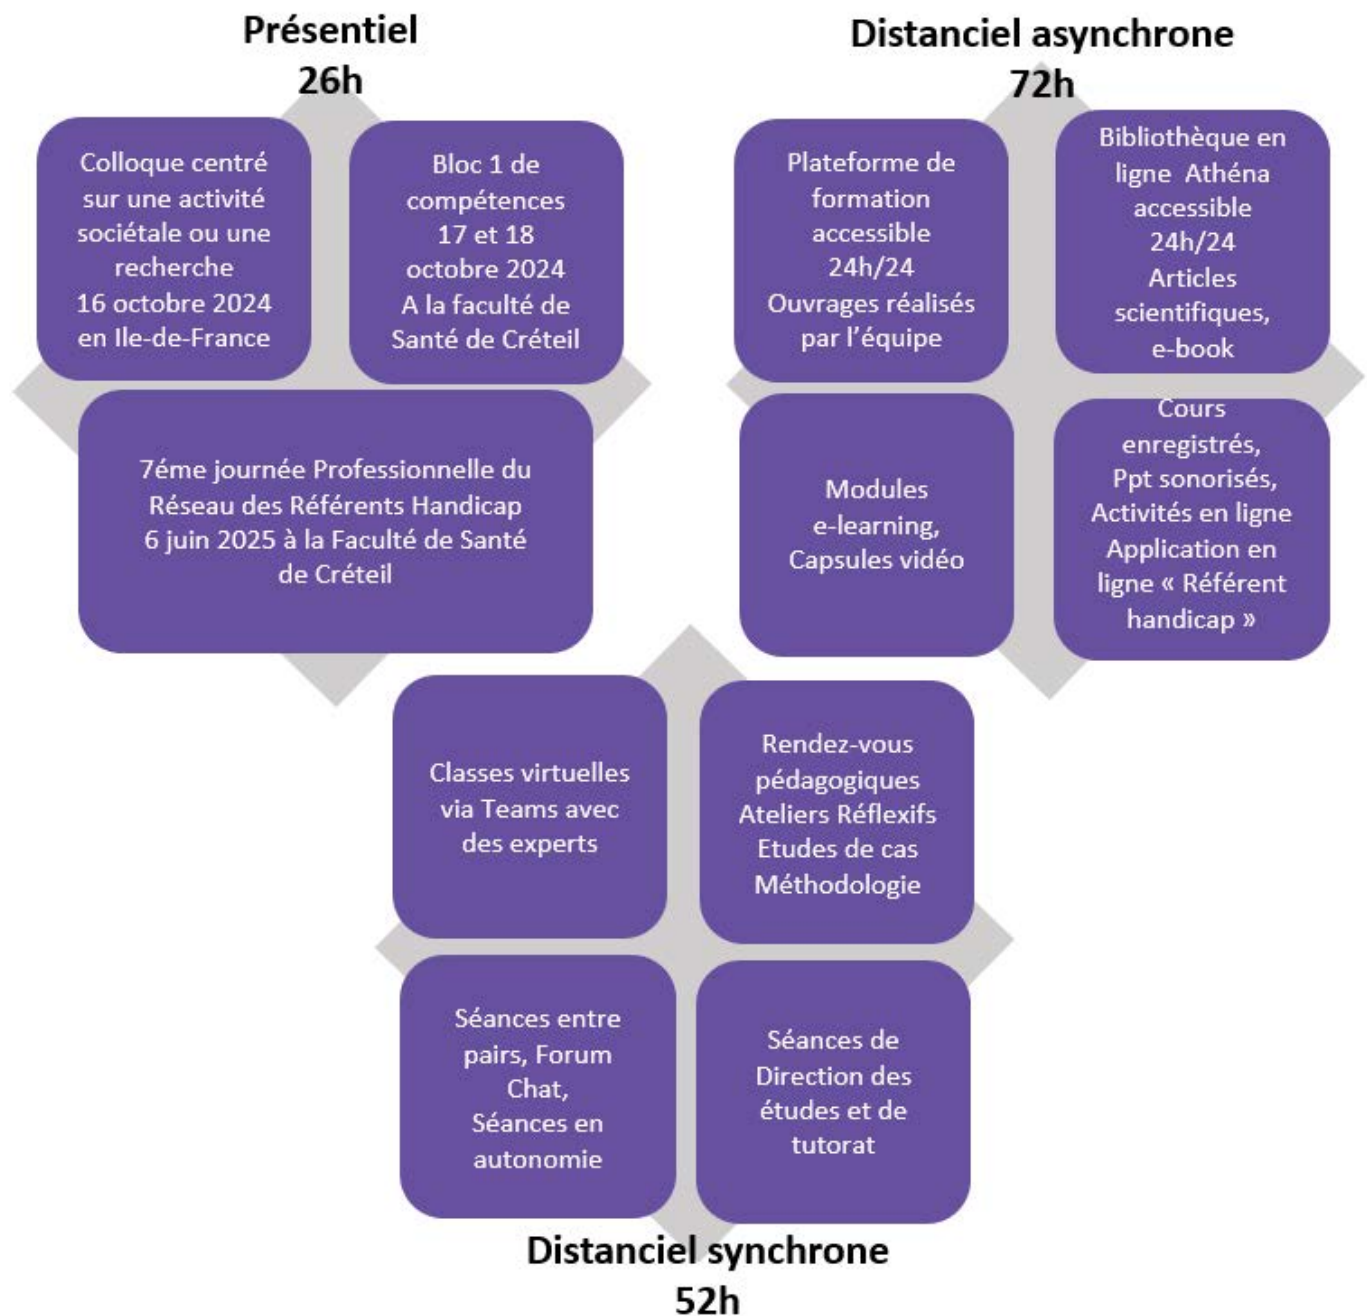 Présentiel
26h
Colloque centré
sur une activité
sociétale ou une
recherche
16 octobre 2024
en Ile-de-France
Bloc 1 de
compétences
17 et 18
octobre 2024
A la faculté de
Santé de Créteil
7éme journée Professionnelle du
Réseau des Référents Handicap
6 juin 2025 à la Faculté de Santé
de Créteil
Distanciel asynchrone
72h
Plateforme de
formation
accessible
24h/24
Ouvrages réalisés
par l’équipe
Bibliothèque en
ligne Athéna
accessible
24h/24
Articles
scientifiques,
e-book
Modules
e-learning,
Capsules vidéo
Cours
enregistrés,
Ppt sonorisés,
Activités en ligne
Application en
ligne « Référent
handicap »
Classes virtuelles
via Teams avec
des experts
Rendez-vous
pédagogiques
Ateliers Réflexifs
Etudes de cas
Méthodologie
Séances entre
pairs, Forum
Chat,
Séances en
autonomie
Séances de
Direction des
études et de
tutorat
Distanciel synchrone
52h